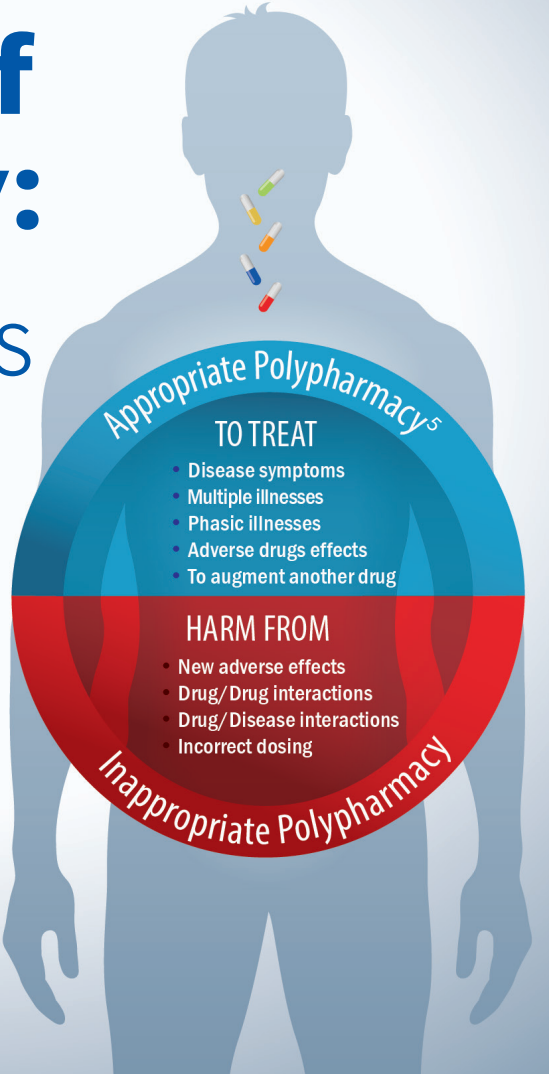 f
y:
s
Appropriate Polypharmacy⁵
TO TREAT
• Disease symptoms
• Multiple illnesses
• Phasic illnesses
• Adverse drugs effects
• To augment another drug
HARM FROM
• New adverse effects
• Drug/Drug interactions
• Drug/Disease interactions
• Incorrect dosing
Inappropriate Polypharmacy